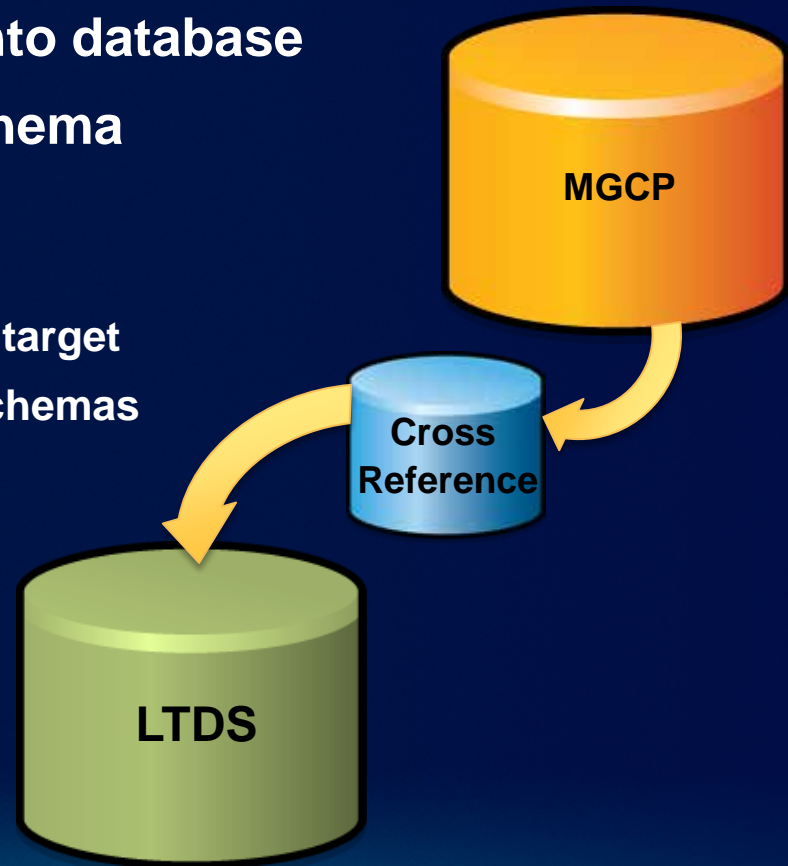 nto database
hema
target
chemas
MGCP
Cross
Reference
LTDS